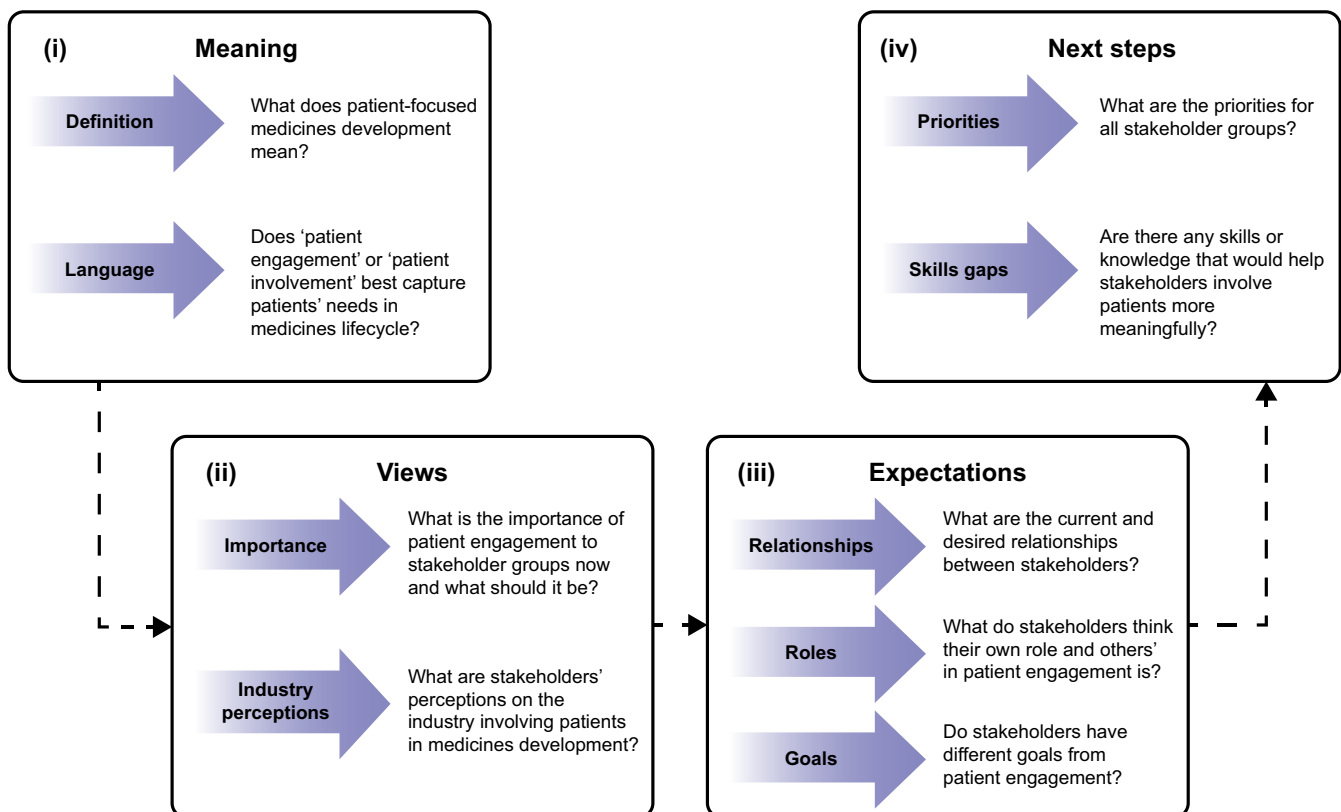 (i) Meaning
Definition
What does patient-focused
medicines development
mean?
Language
Does ‘patient
engagement’ or ‘patient
involvement’ best capture
patients’ needs in
medicines lifecycle?
(ii) Views
Importance
What is the importance of
patient engagement to
stakeholder groups now
and what should it be?
Industry
perceptions
What are stakeholders’
perceptions on the
industry involving patients
in medicines development?
(iii) Expectations
Relationships
What are the current and
desired relationships
between stakeholders?
Roles
What do stakeholders think
their own role and others’
in patient engagement is?
Goals
Do stakeholders have
different goals from
patient engagement?
(iv) Next steps
Priorities
What are the priorities for
all stakeholder groups?
Skills gaps
Are there any skills or
knowledge that would help
stakeholders involve
patients more
meaningfully?